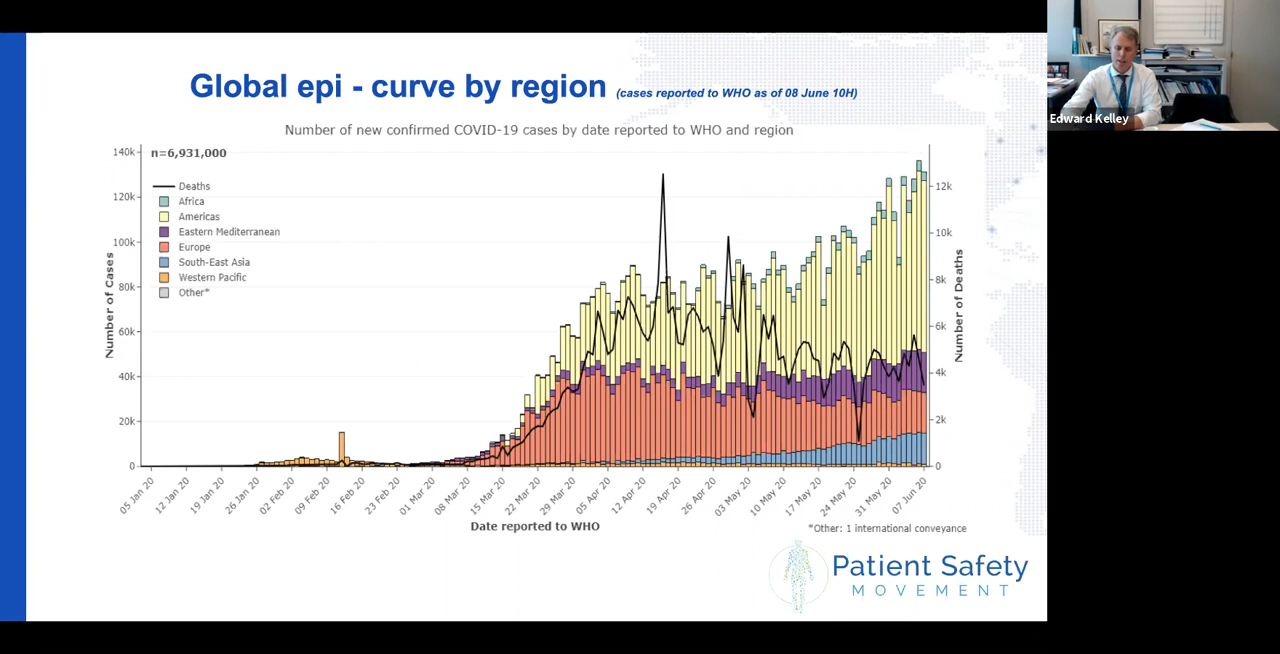 Global epi - curve by region (cases reported to WHO as of 08 June 10H)
Edward Kelley
Number of new confirmed COVID-19 cases by date reported to WHO and region
n=6,931,000
Deaths
Africa
Americas
Eastern Mediterranean
Europe
South-East Asia
Western Pacific
Other*
Number of Cases
140k
120k
100k
80k
60k
40k
20k
0
Number of Deaths
12k
10k
8k
6k
4k
2k
0
05 Jan 20
12 Jan 20
19 Jan 20
26 Jan 20
02 Feb 20
09 Feb 20
16 Feb 20
23 Feb 20
01 Mar 20
08 Mar 20
15 Mar 20
22 Mar 20
29 Mar 20
05 Apr 20
12 Apr 20
19 Apr 20
26 Apr 20
03 May 20
10 May 20
17 May 20
24 May 20
31 May 20
07 Jun 20
Date reported to WHO
*Other: 1 international conveyance
Patient Safety
MOVEMENT